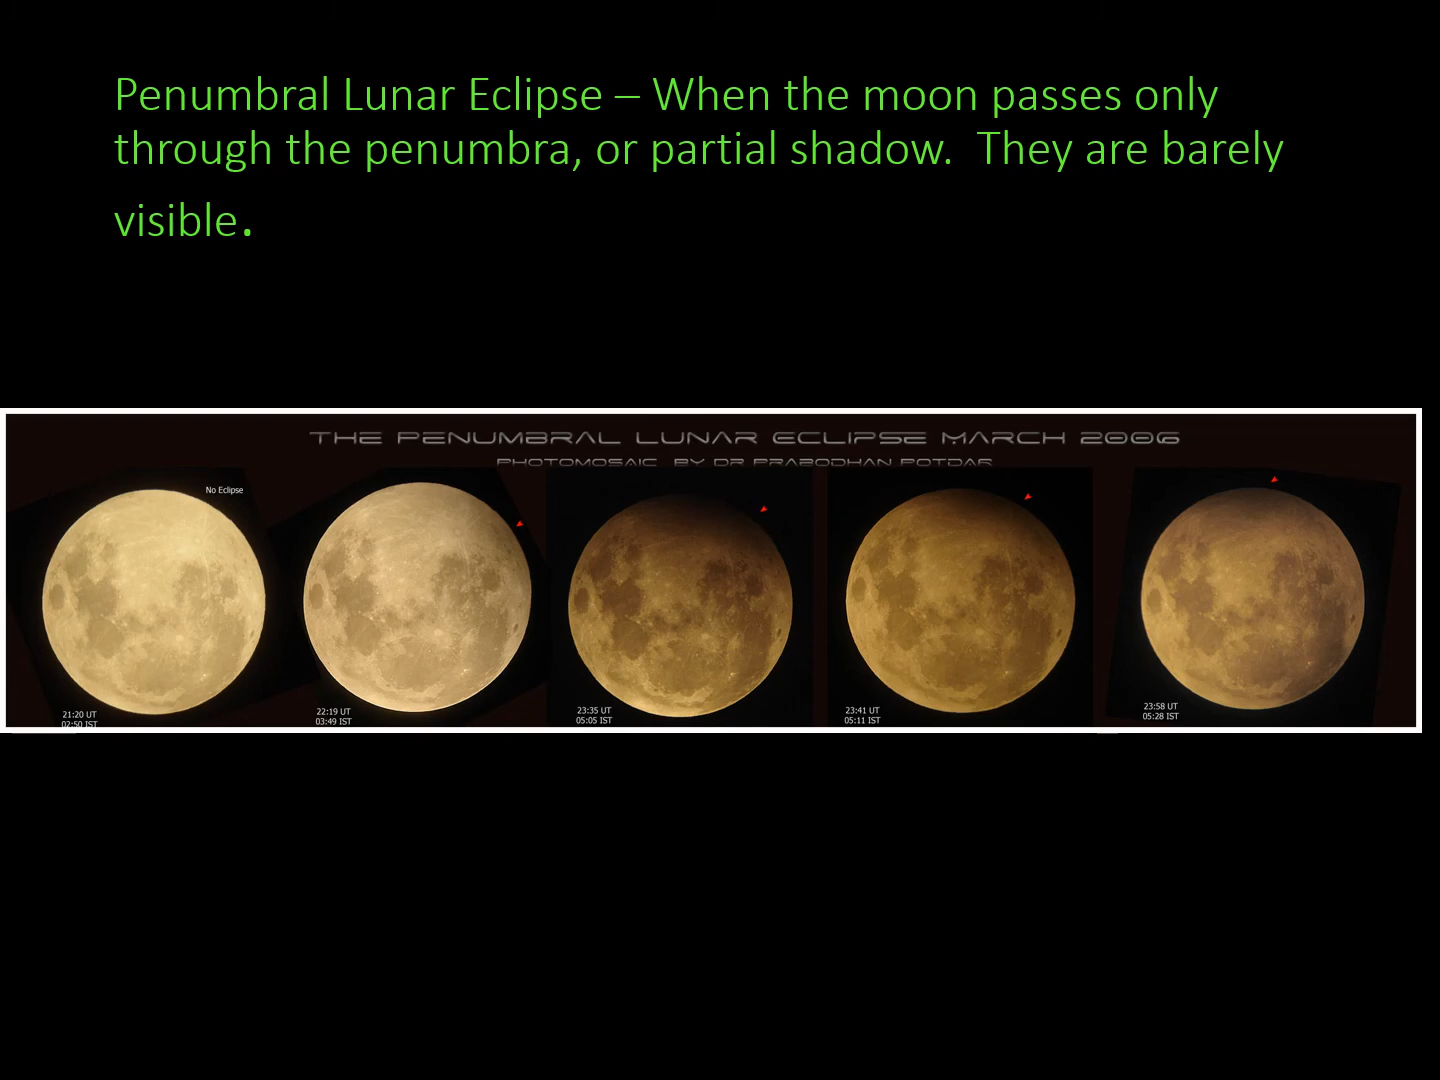 Penumbral Lunar Eclipse – When the moon passes only
through the penumbra, or partial shadow.  They are barely
visible.
THE PENUMBRAL LUNAR ECLIPSE MARCH 2006
PHOTOMOSAIC BY DR PRABODHAN POTDAR
No Eclipse
21:20 UT
02:50 IST
22:19 UT
03:49 IST
23:35 UT
05:05 IST
23:41 UT
05:11 IST
23:58 UT
05:28 IST